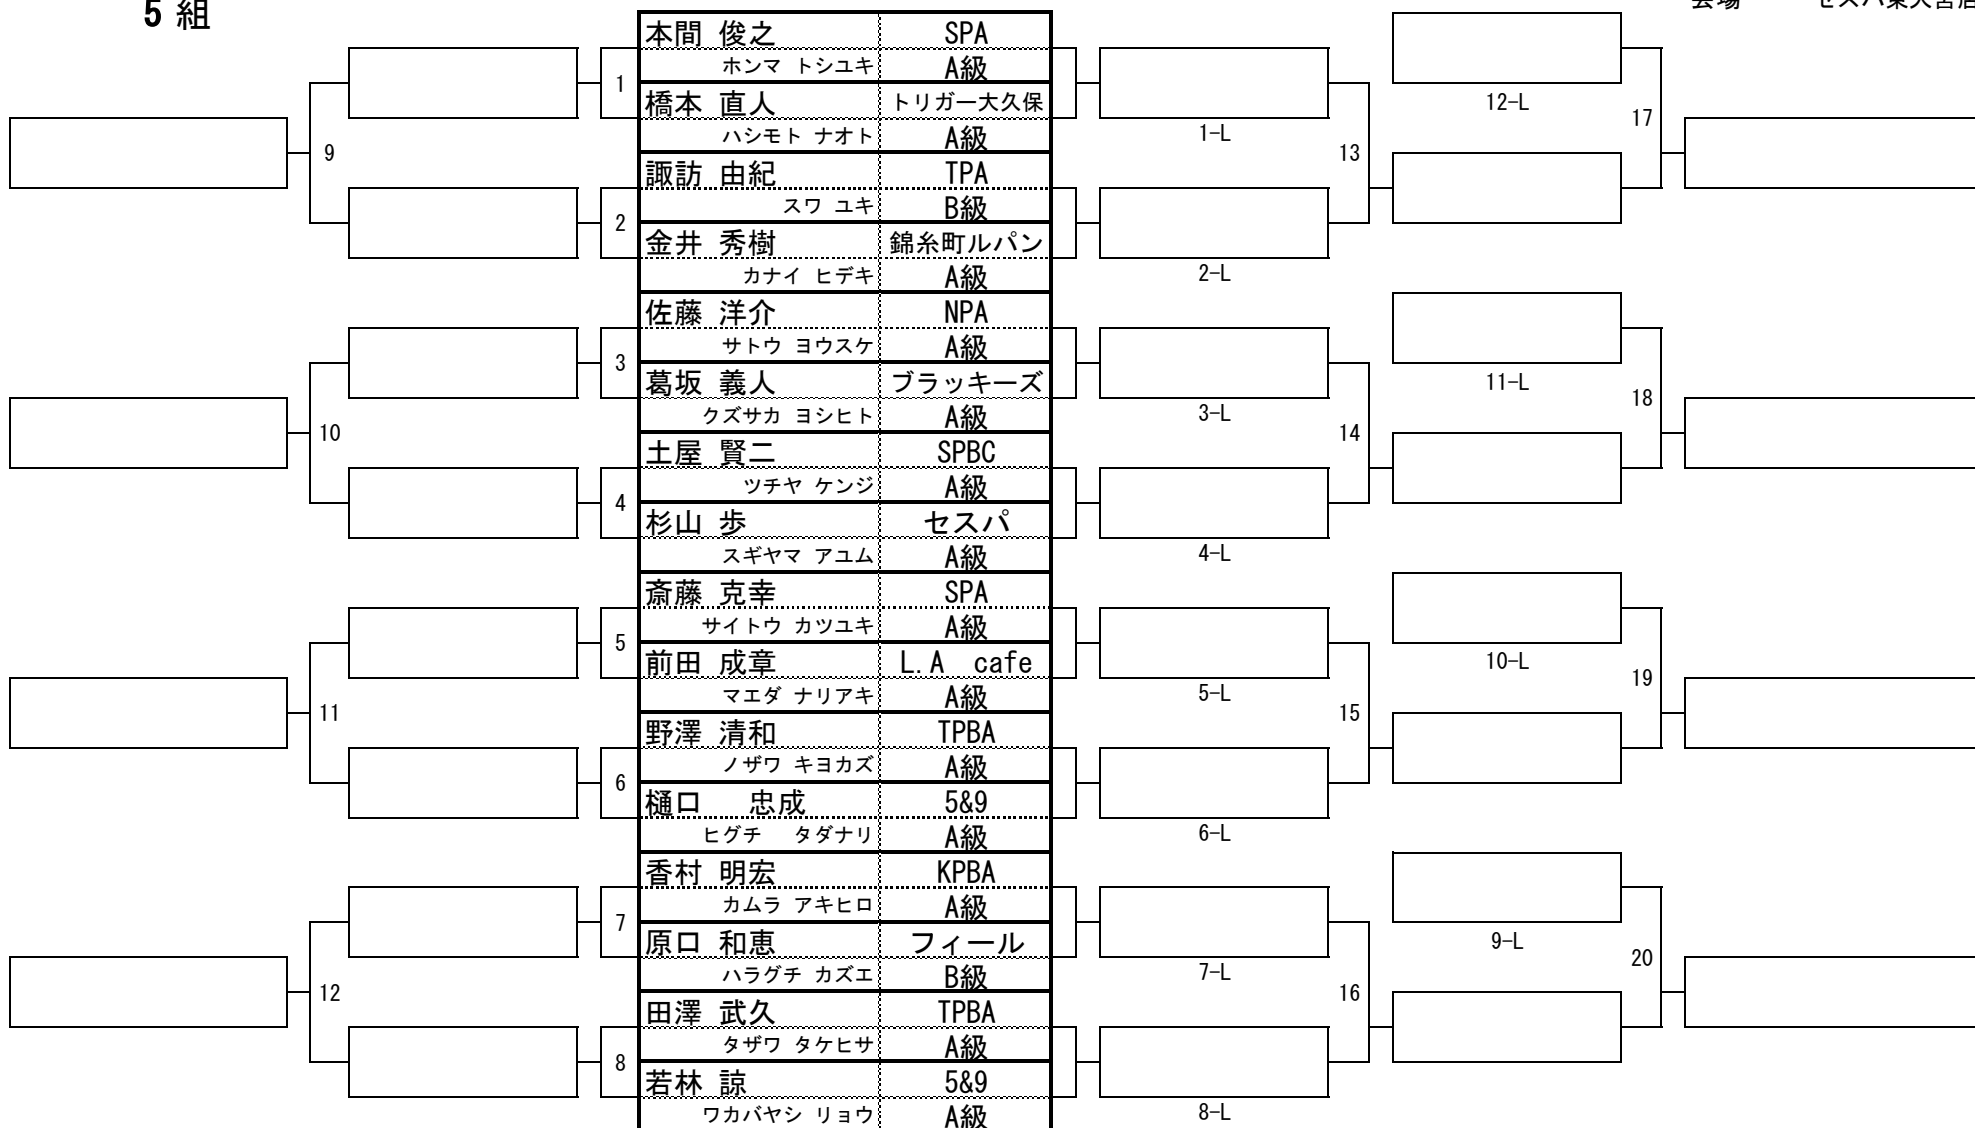 5 組
会場 セスパ東大宮店
本間 俊之 SPA
ホンマ トシユキ A級
1
橋本 直人 トリガー大久保
ハシモト ナオト A級
諏訪 由紀 TPA
スワ ユキ B級
2
金井 秀樹 錦糸町ルパン
カナイ ヒデキ A級
佐藤 洋介 NPA
サトウ ヨウスケ A級
3
葛坂 義人 ブラッキーズ
クズサカ ヨシヒト A級
土屋 賢二 SPBC
ツチヤ ケンジ A級
4
杉山 歩 セスパ
スギヤマ アユム A級
斎藤 克幸 SPA
サイトウ カツユキ A級
5
前田 成章 L.A cafe
マエダ ナリアキ A級
野澤 清和 TPBA
ノザワ キヨカズ A級
6
樋口 忠成 5&9
ヒグチ タダナリ A級
香村 明宏 KPBA
カムラ アキヒロ A級
7
原口 和恵 フィール
ハラグチ カズエ B級
田澤 武久 TPBA
タザワ タケヒサ A級
8
若林 諒 5&9
ワカバヤシ リョウ A級
9
10
11
12
1-L
2-L
3-L
4-L
5-L
6-L
7-L
8-L
13
14
15
16
12-L
11-L
10-L
9-L
17
18
19
20